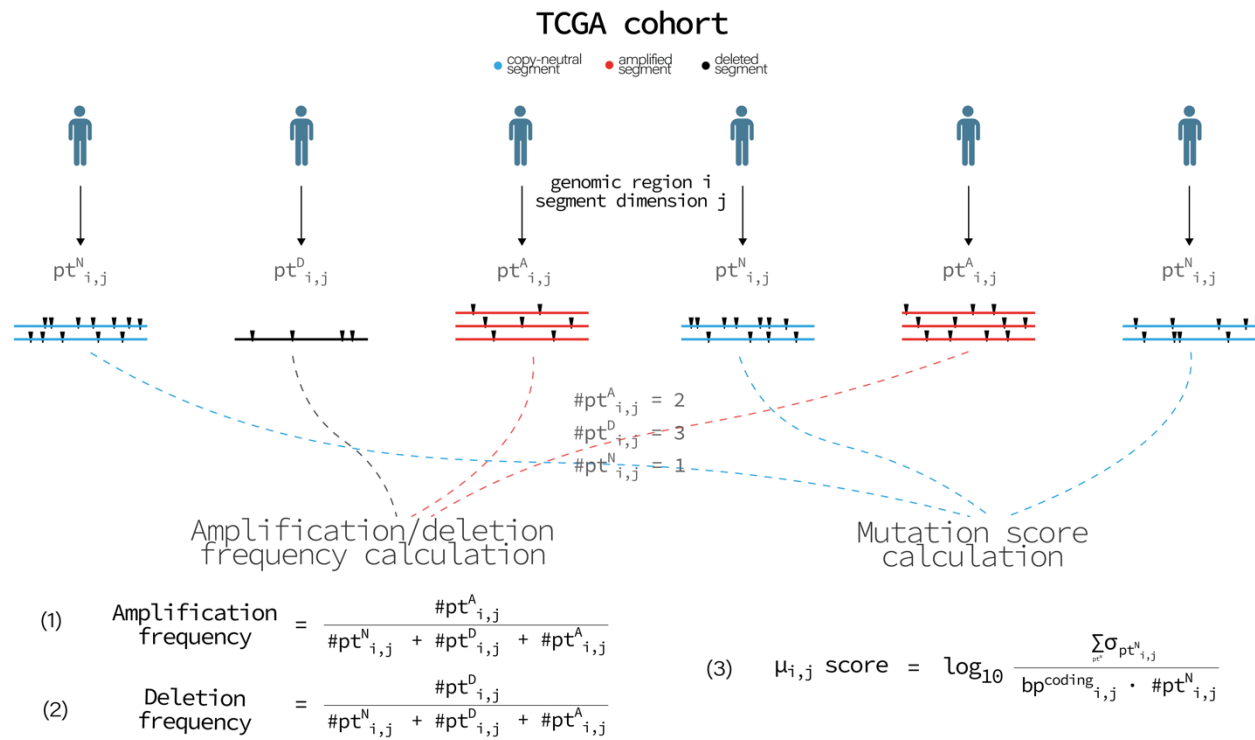 TCGA cohort
copy-neutral segment
amplified segment
deleted segment
genomic region i
segment dimension j
pt^N_i,j
pt^D_i,j
pt^A_i,j
pt^N_i,j
pt^A_i,j
pt^N_i,j
#pt^A_i,j = 2
#pt^D_i,j = 3
#pt^N_i,j = 1
Amplification/deletion
frequency calculation
Mutation score
calculation
(1) Amplification frequency = #pt^A_i,j / #pt^N_i,j + #pt^D_i,j + #pt^A_i,j
(2) Deletion frequency = #pt^D_i,j / #pt^N_i,j + #pt^D_i,j + #pt^A_i,j
(3) μ_i,j score = log10 ∑_pt^N σ_pt^N_i,j / bp^coding_i,j · #pt^N_i,j